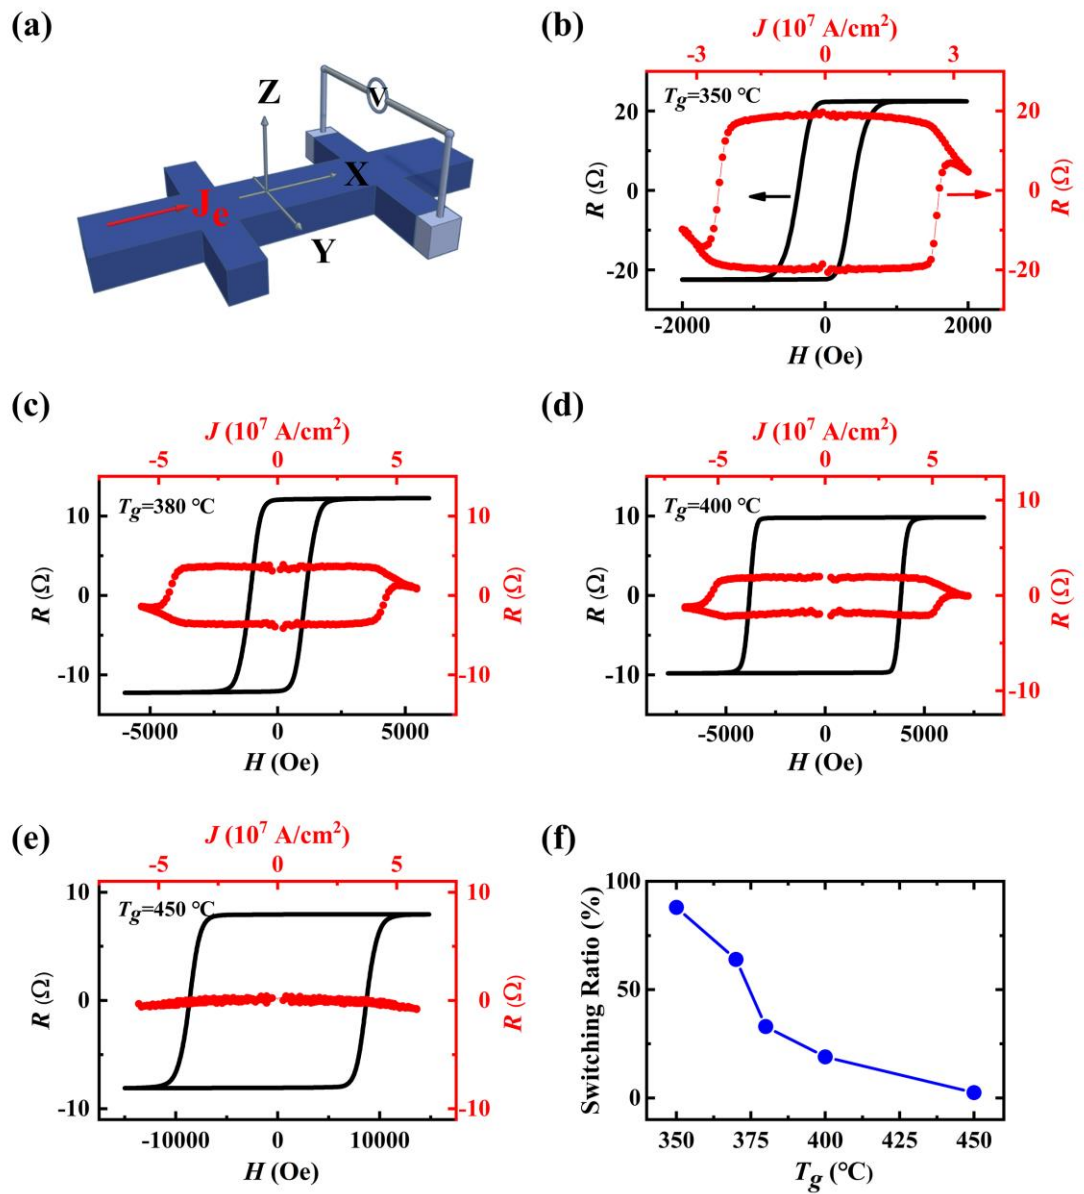 (a)
Z
V
X
Je
Y
(b)
J (10⁷ A/cm²)
-3 0 3
Tg=350 ℃
20 20
0 0
-20 -20
R (Ω)
R (Ω)
-2000 0 2000
H (Oe)
(c)
J (10⁷ A/cm²)
-5 0 5
Tg=380 ℃
10 10
0 0
-10 -10
R (Ω)
R (Ω)
-5000 0 5000
H (Oe)
(d)
J (10⁷ A/cm²)
-5 0 5
Tg=400 ℃
10 10
0 0
-10 -10
R (Ω)
R (Ω)
-5000 0 5000
H (Oe)
(e)
J (10⁷ A/cm²)
-5 0 5
Tg=450 ℃
10 10
0 0
-10 -10
R (Ω)
R (Ω)
-10000 0 10000
H (Oe)
(f)
100
50
0
Switching Ratio (%)
350 375 400 425 450
Tg (°C)